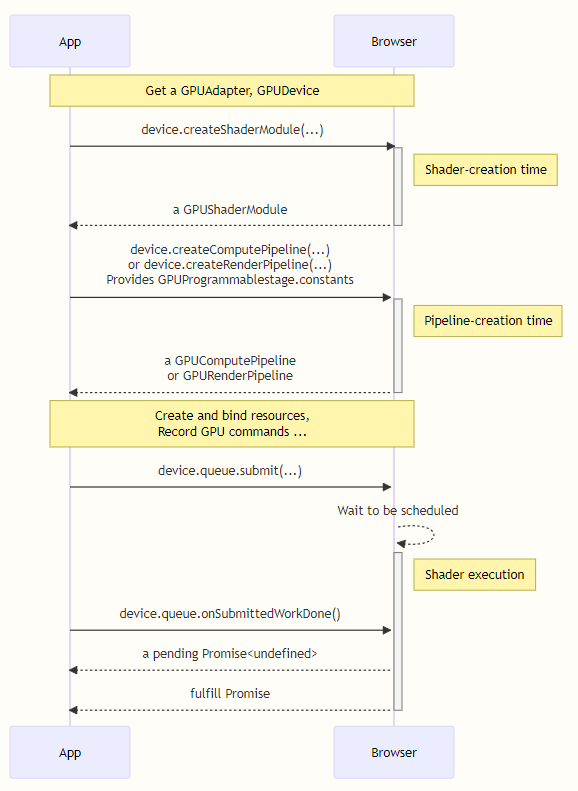 App
Browser
Get a GPUAdapter, GPUDevice
device.createShaderModule(...)
Shader-creation time
a GPUShaderModule
device.createComputePipeline(...)
or device.createRenderPipeline(...)
Provides GPUProgrammablestage.constants
Pipeline-creation time
a GPUComputePipeline
or GPURenderPipeline
Create and bind resources,
Record GPU commands ...
device.queue.submit(...)
Wait to be scheduled
Shader execution
device.queue.onSubmittedWorkDone()
a pending Promise<undefined>
fulfill Promise
App
Browser